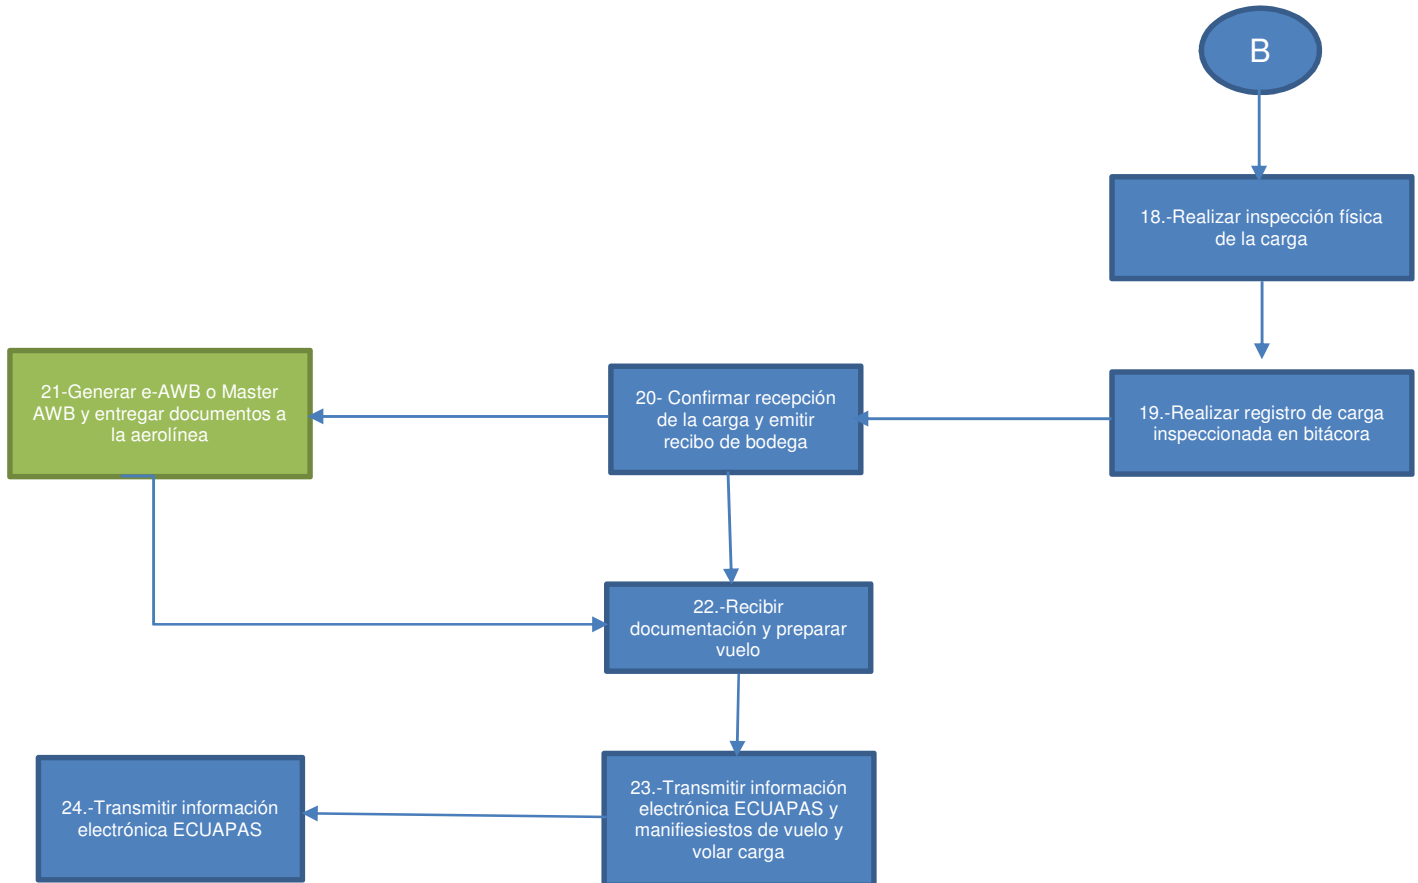 B
18.-Realizar inspección física
de la carga
19.-Realizar registro de carga
inspeccionada en bitácora
20- Confirmar recepción
de la carga y emitir
recibo de bodega
21-Generar e-AWB o Master
AWB y entregar documentos a
la aerolínea
22.-Recibir
documentación y preparar
vuelo
23.-Transmitir información
electrónica ECUAPAS y
manifiesiestos de vuelo y
volar carga
24.-Transmitir información
electrónica ECUAPAS